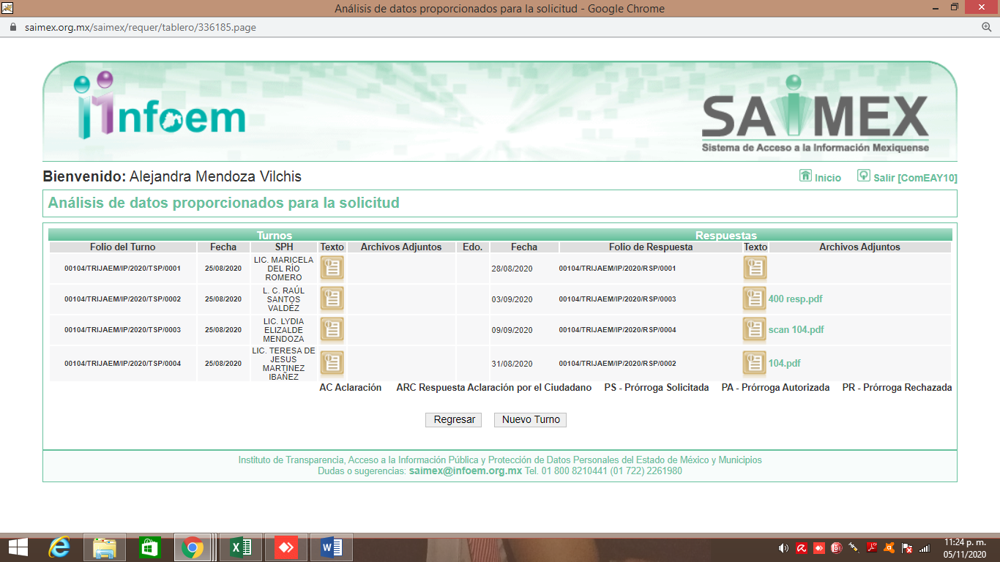 Análisis de datos proporcionados para la solicitud - Google Chrome
saimex.org.mx/saimex/requer/tablero/336185.page
infoem
SAIMEX
Sistema de Acceso a la Información Mexiquense
Bienvenido: Alejandra Mendoza Vilchis
Inicio Salir [ComEAY10]
Análisis de datos proporcionados para la solicitud
Turnos Respuestas
Folio del Turno Fecha SPH Texto Archivos Adjuntos Edo. Fecha Folio de Respuesta Texto Archivos Adjuntos
00104/TRIJAEM/IP/2020/TSP/0001 25/08/2020 LIC. MARICELA
DEL RÍO
ROMERO
28/08/2020 00104/TRIJAEM/IP/2020/RSP/0001
00104/TRIJAEM/IP/2020/TSP/0002 25/08/2020 L. C. RAÚL
SANTOS
VALDÉZ
03/09/2020 00104/TRIJAEM/IP/2020/RSP/0003 400 resp.pdf
00104/TRIJAEM/IP/2020/TSP/0003 25/08/2020 LIC. LYDIA
ELIZALDE
MENDOZA
09/09/2020 00104/TRIJAEM/IP/2020/RSP/0004 scan 104.pdf
00104/TRIJAEM/IP/2020/TSP/0004 25/08/2020 LIC. TERESA DE
JESUS
MARTINEZ
IBAÑEZ
31/08/2020 00104/TRIJAEM/IP/2020/RSP/0002 104.pdf
AC Aclaración ARC Respuesta Aclaración por el Ciudadano PS - Prórroga Solicitada PA - Prórroga Autorizada PR - Prórroga Rechazada
Regresar Nuevo Turno
Instituto de Transparencia, Acceso a la Información Pública y Protección de Datos Personales del Estado de México y Municipios
Dudas o sugerencias: saimex@infoem.org.mx Tel. 01 800 8210441 (01 722) 2261980
11:24 p. m.
05/11/2020